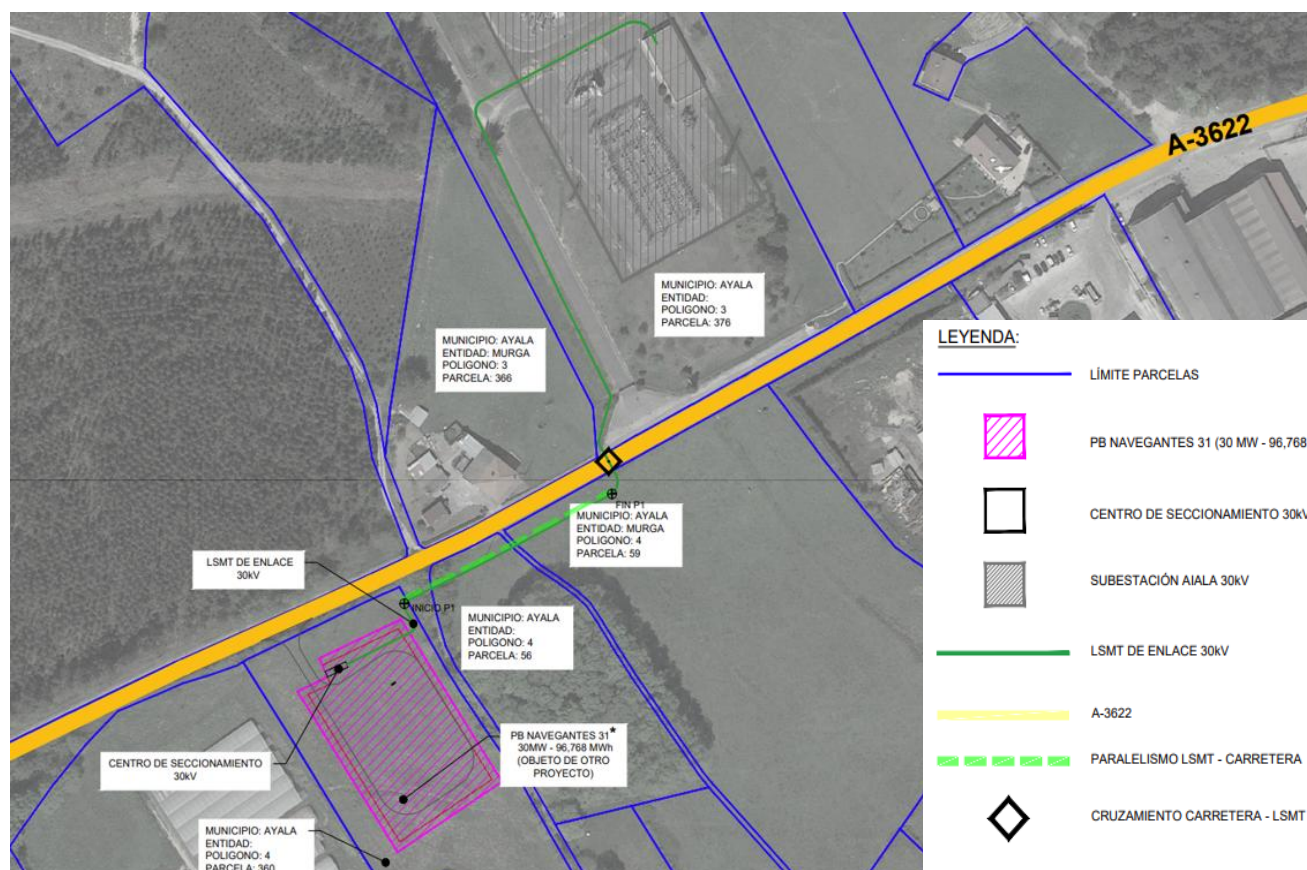 A-3622
MUNICIPIO: AYALA
ENTIDAD:
POLIGONO: 3
PARCELA: 376
MUNICIPIO: AYALA
ENTIDAD: MURGA
POLIGONO: 3
PARCELA: 366
FIN P1
MUNICIPIO: AYALA
ENTIDAD: MURGA
POLIGONO: 4
PARCELA: 59
LSMT DE ENLACE
30kV
INICIO P1
MUNICIPIO: AYALA
ENTIDAD:
POLIGONO: 4
PARCELA: 56
PB NAVEGANTES 31*
30MW - 96,768 MWh
(OBJETO DE OTRO
PROYECTO)
CENTRO DE SECCIONAMIENTO
30kV
MUNICIPIO: AYALA
ENTIDAD:
POLIGONO: 4
PARCELA: 360
LEYENDA:
LÍMITE PARCELAS
PB NAVEGANTES 31 (30 MW - 96,768
CENTRO DE SECCIONAMIENTO 30kV
SUBESTACIÓN AIALA 30kV
LSMT DE ENLACE 30kV
A-3622
PARALELISMO LSMT - CARRETERA
CRUZAMIENTO CARRETERA - LSMT